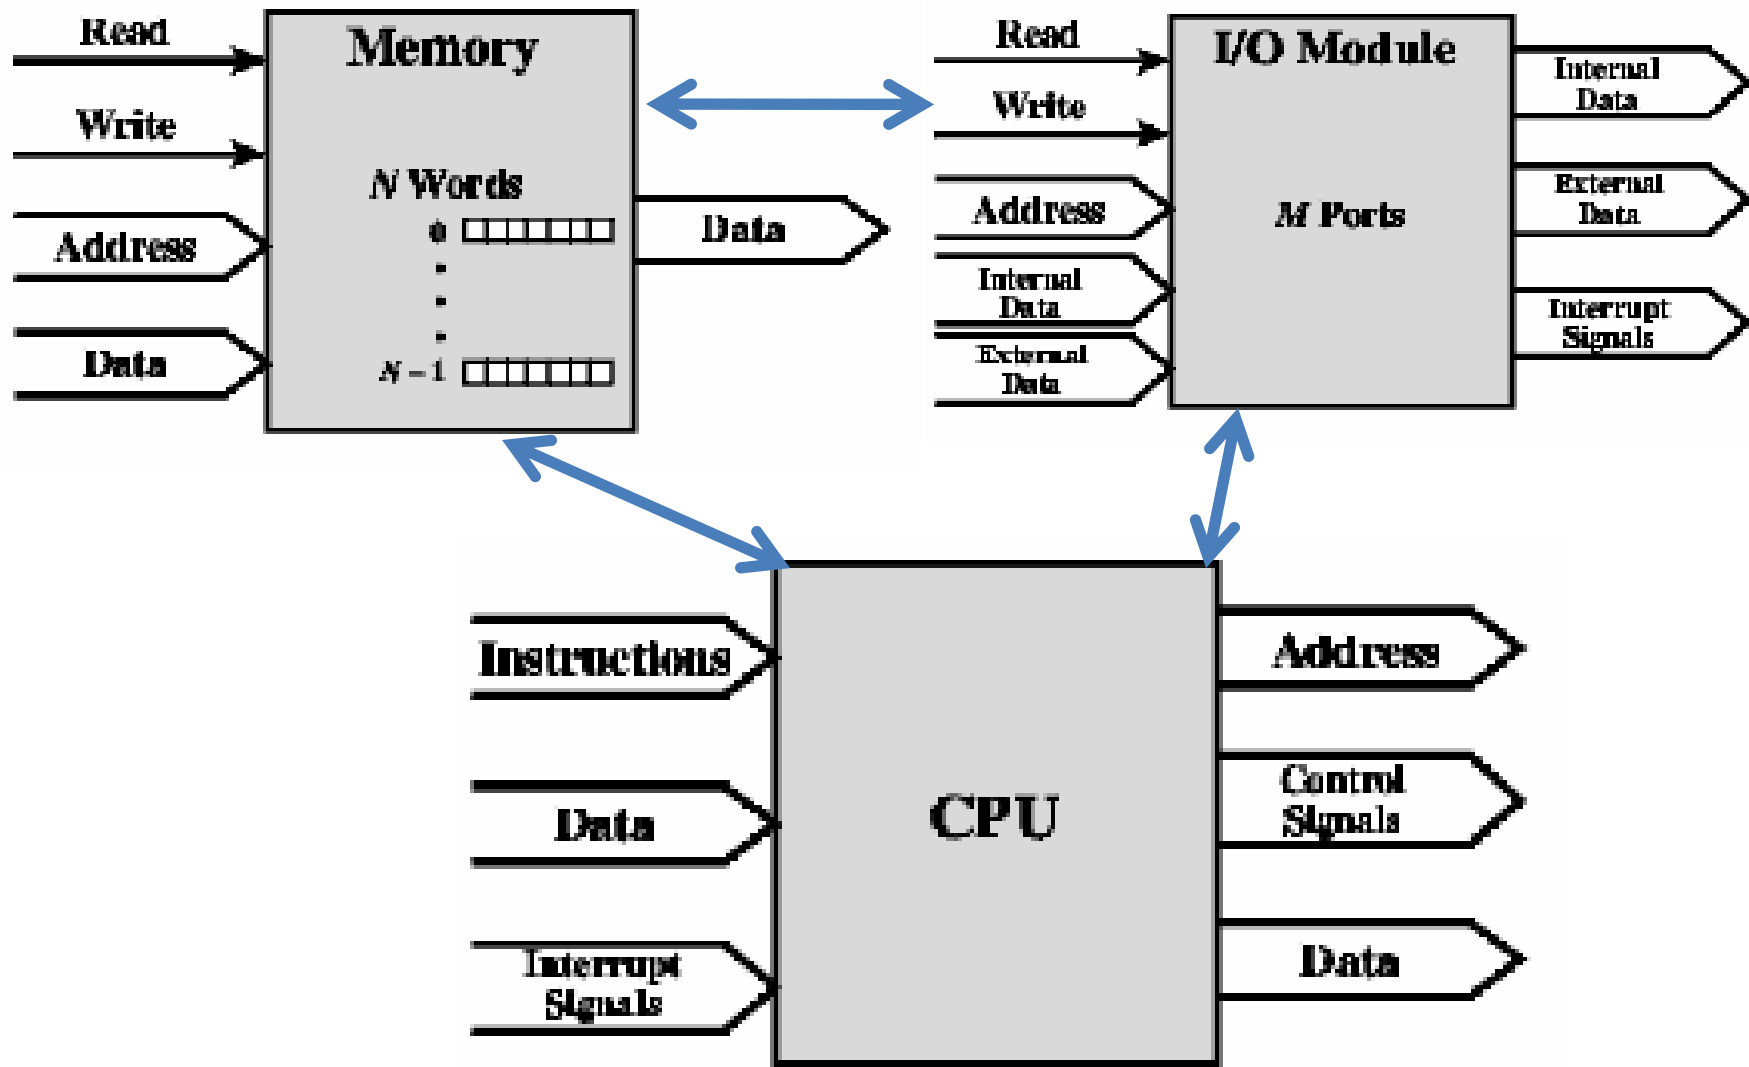 Read
Memory
Write
N Words
0
Address
Data
Data
N – 1
Read
I/O Module
Write
Internal
Data
Address
M Ports
External
Data
Internal
Data
Interrupt
Signals
External
Data
Instructions
Address
Data
CPU
Control
Signals
Interrupt
Signals
Data